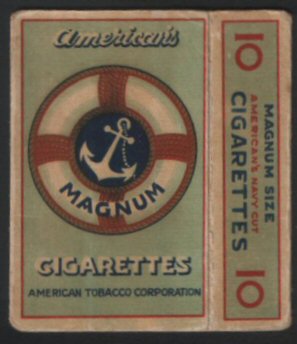 American's
MAGNUM
CIGARETTES
AMERICAN TOBACCO CORPORATION
10
MAGNUM SIZE
AMERICAN'S NAVY CUT
CIGARETTES
10